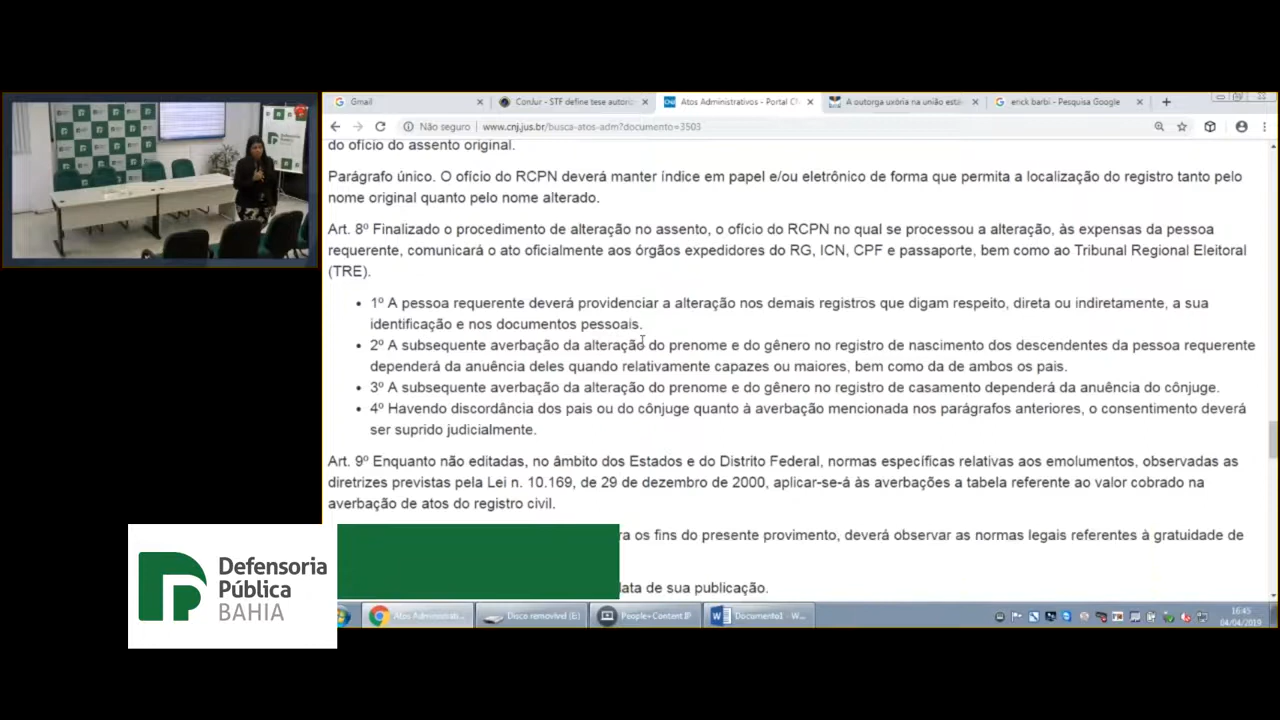 Gmail
ConJur - STF define tese autoriz
Atos Administrativos - Portal C
A outorga uxória na união está
erick barbi - Pesquisa Google
Não seguro
www.cnj.jus.br/busca-atos-adm?documento=3503
do ofício do assento original.
Parágrafo único. O ofício do RCPN deverá manter índice em papel e/ou eletrônico de forma que permita a localização do registro tanto pelo
nome original quanto pelo nome alterado.
Art. 8º Finalizado o procedimento de alteração no assento, o ofício do RCPN no qual se processou a alteração, às expensas da pessoa
requerente, comunicará o ato oficialmente aos órgãos expedidores do RG, ICN, CPF e passaporte, bem como ao Tribunal Regional Eleitoral
(TRE).
• 1º A pessoa requerente deverá providenciar a alteração nos demais registros que digam respeito, direta ou indiretamente, a sua
identificação e nos documentos pessoais.
• 2º A subsequente averbação da alteração do prenome e do gênero no registro de nascimento dos descendentes da pessoa requerente
dependerá da anuência deles quando relativamente capazes ou maiores, bem como da de ambos os pais.
• 3º A subsequente averbação da alteração do prenome e do gênero no registro de casamento dependerá da anuência do cônjuge.
• 4º Havendo discordância dos pais ou do cônjuge quanto à averbação mencionada nos parágrafos anteriores, o consentimento deverá
ser suprido judicialmente.
Art. 9º Enquanto não editadas, no âmbito dos Estados e do Distrito Federal, normas específicas relativas aos emolumentos, observadas as
diretrizes previstas pela Lei n. 10.169, de 29 de dezembro de 2000, aplicar-se-á às averbações a tabela referente ao valor cobrado na
averbação de atos do registro civil.
ra os fins do presente provimento, deverá observar as normas legais referentes à gratuidade de
data de sua publicação.
Defensoria
Pública
BAHIA
Atos Administrati...
Disco removível (E:)
People+Content IP
Documento1 - W...
16:45
04/04/2019
Defensoria
Pública